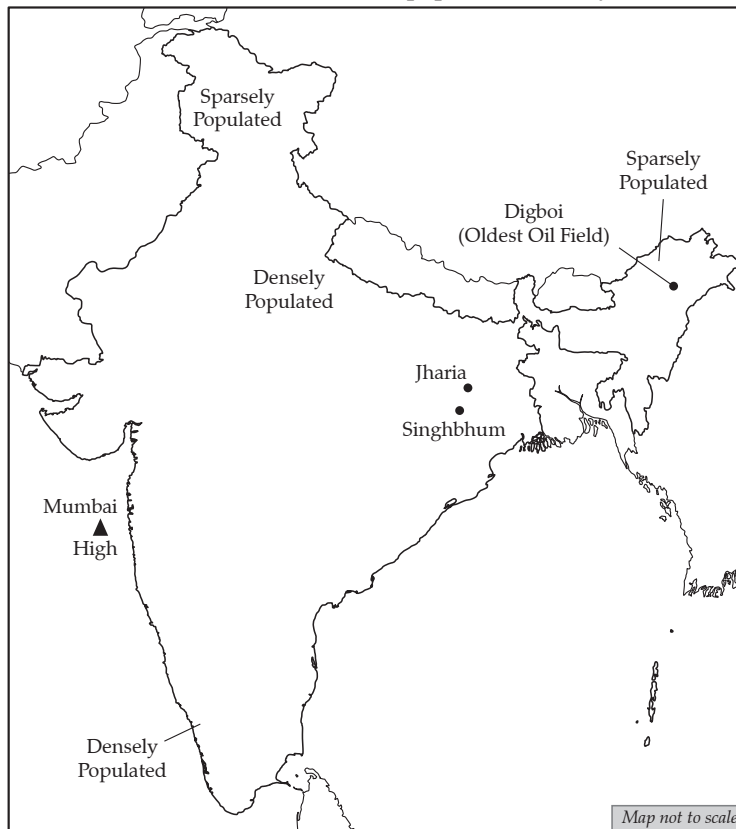 Sparsely
Populated
Sparsely
Populated
Digboi
(Oldest Oil Field)
Densely
Populated
Jharia
Singhbhum
Mumbai
High
Densely
Populated
Map not to scale